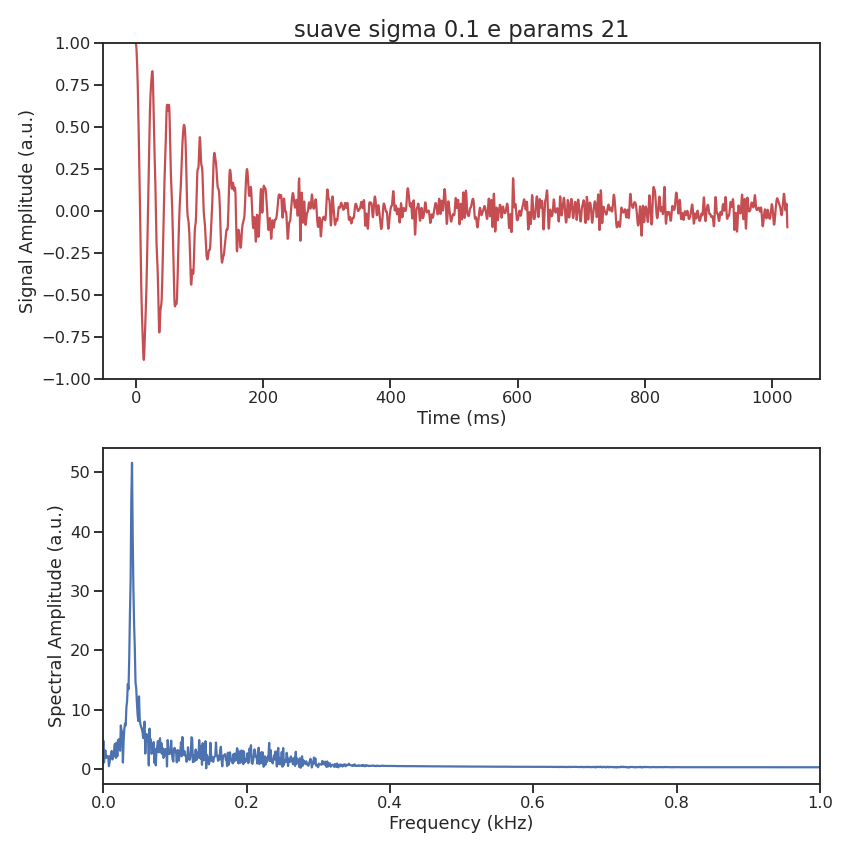 suave sigma 0.1 e params 21
1.00
0.75
0.50
0.25
0.00
−0.25
−0.50
−0.75
−1.00
Signal Amplitude (a.u.)
0 200 400 600 800 1000
Time (ms)
50
40
30
20
10
0
Spectral Amplitude (a.u.)
0.0 0.2 0.4 0.6 0.8 1.0
Frequency (kHz)